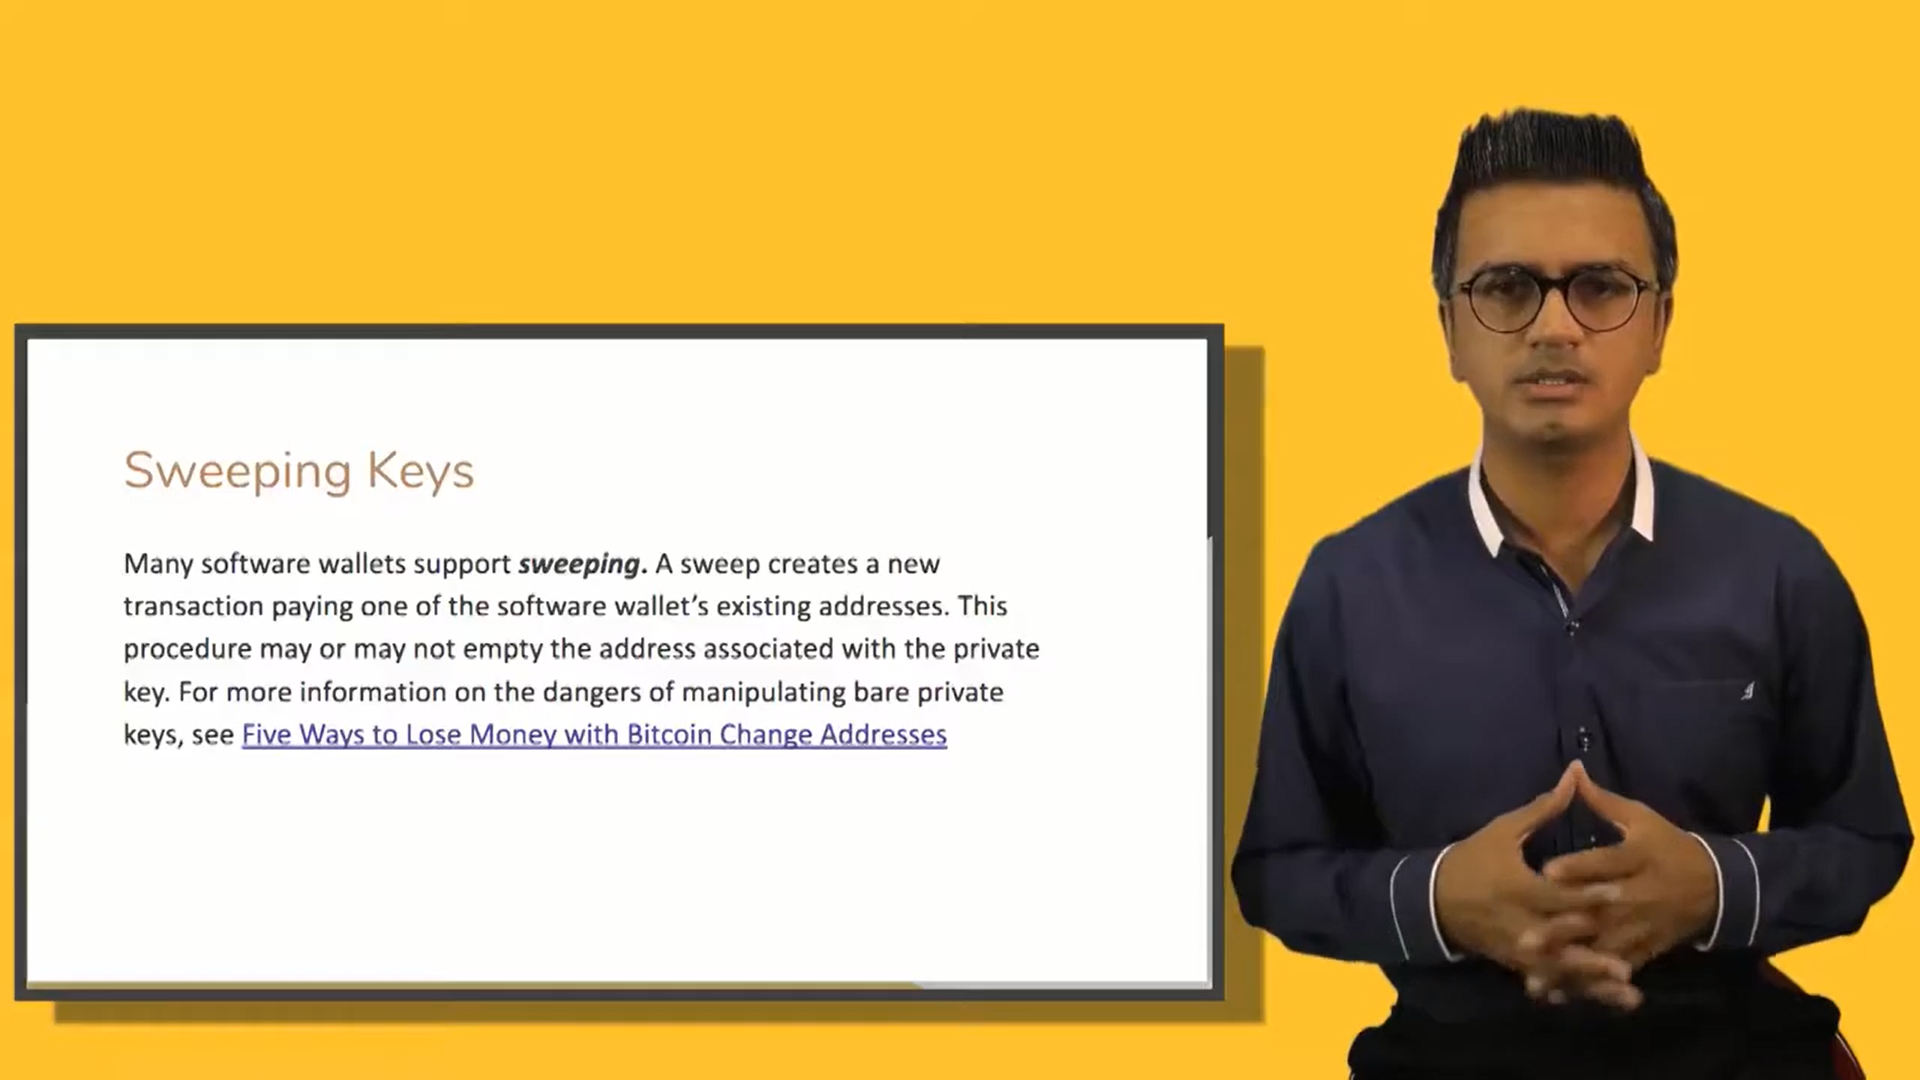 Sweeping Keys
Many software wallets support sweeping. A sweep creates a new
transaction paying one of the software wallet’s existing addresses. This
procedure may or may not empty the address associated with the private
key. For more information on the dangers of manipulating bare private
keys, see Five Ways to Lose Money with Bitcoin Change Addresses